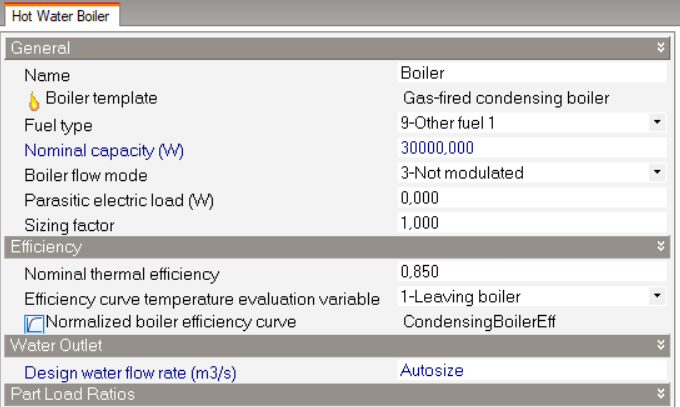 Hot Water Boiler
General
Name Boiler
Boiler template Gas-fired condensing boiler
Fuel type 9-Other fuel 1
Nominal capacity (W) 30000,000
Boiler flow mode 3-Not modulated
Parasitic electric load (W) 0,000
Sizing factor 1,000
Efficiency
Nominal thermal efficiency 0,850
Efficiency curve temperature evaluation variable 1-Leaving boiler
Normalized boiler efficiency curve CondensingBoilerEff
Water Outlet
Design water flow rate (m3/s) Autosize
Part Load Ratios